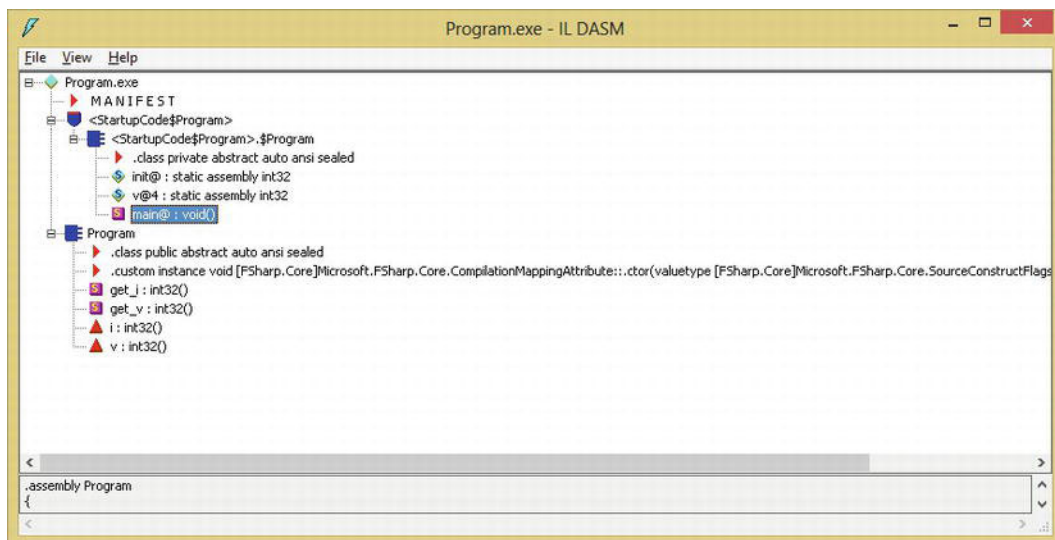 Program.exe - IL DASM
File View Help
Program.exe
MANIFEST
<StartupCode$Program>
<StartupCode$Program>.$Program
.class private abstract auto ansi sealed
init@ : static assembly int32
v@4 : static assembly int32
main@ : void()
Program
.class public abstract auto ansi sealed
.custom instance void [FSharp.Core]Microsoft.FSharp.Core.CompilationMappingAttribute::.ctor(valuetype [FSharp.Core]Microsoft.FSharp.Core.SourceConstructFlags
get_i : int32()
get_v : int32()
i : int32()
v : int32()
.assembly Program
{